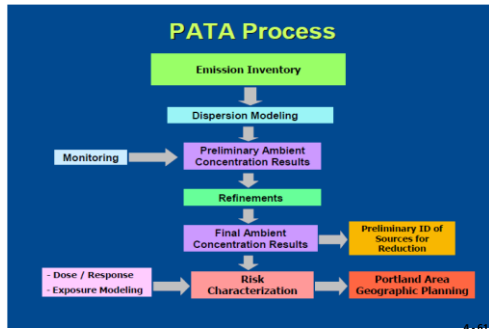 PATA Process
Emission Inventory
Dispersion Modeling
Monitoring
Preliminary Ambient
Concentration Results
Refinements
Final Ambient
Concentration Results
Preliminary ID of
Sources for
Reduction
- Dose / Response
- Exposure Modeling
Risk
Characterization
Portland Area
Geographic Planning